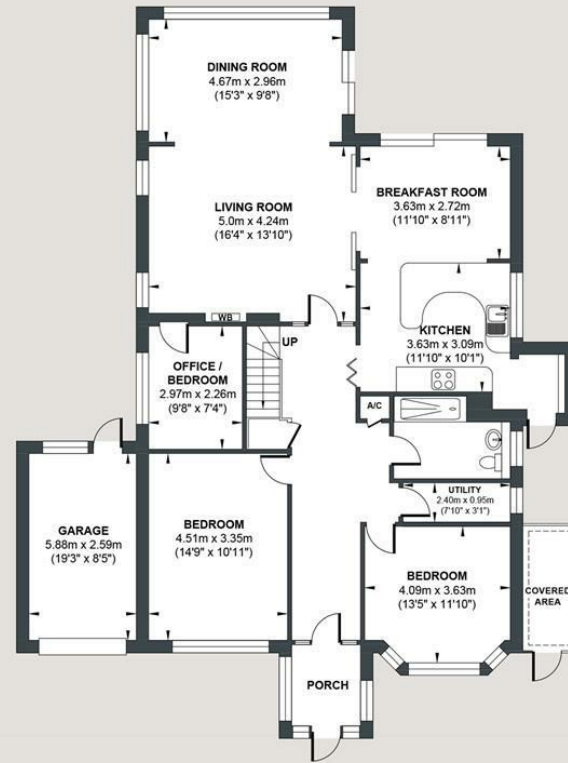 DINING ROOM
4.67m x 2.96m
(15'3" x 9'8")
BREAKFAST ROOM
3.63m x 2.72m
(11'10" x 8'11")
LIVING ROOM
5.0m x 4.24m
(16'4" x 13'10")
WB
UP
KITCHEN
3.63m x 3.09m
(11'10" x 10'1")
OFFICE /
BEDROOM
2.97m x 2.26m
(9'8" x 7'4")
A/C
UTILITY
2.40m x 0.95m
(7'10" x 3'1")
GARAGE
5.88m x 2.59m
(19'3" x 8'5")
BEDROOM
4.51m x 3.35m
(14'9" x 10'11")
BEDROOM
4.09m x 3.63m
(13'5" x 11'10")
COVERED
AREA
PORCH